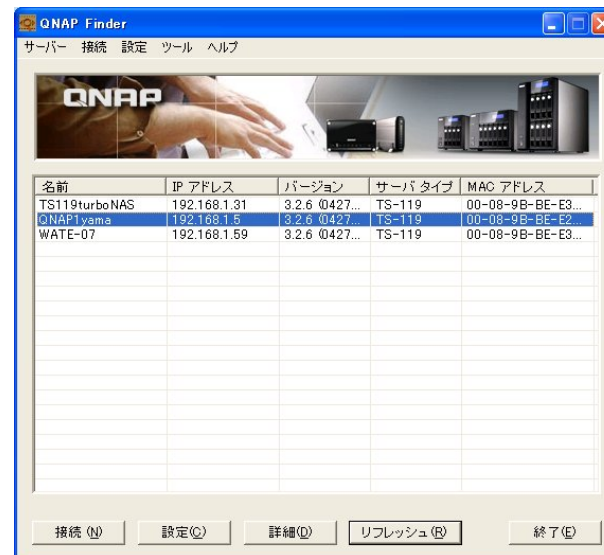 QNAP Finder
サーバー 接続 設定 ツール ヘルプ
QNAP
名前 IP アドレス バージョン サーバ タイプ MAC アドレス
TS119turboNAS 192.168.1.31 3.2.6 (0427... TS-119 00-08-9B-BE-E3...
QNAP1yama 192.168.1.5 3.2.6 (0427... TS-119 00-08-9B-BE-E2...
WATE-07 192.168.1.59 3.2.6 (0427... TS-119 00-08-9B-BE-E3...
接続 (N) 設定(C) 詳細(D) リフレッシュ(R) 終了(E)